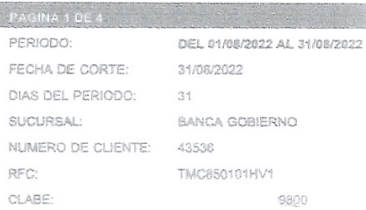 PAGINA 1 DE 4
PERIODO: DEL 01/08/2022 AL 31/08/2022
FECHA DE CORTE: 31/08/2022
DIAS DEL PERIODO: 31
SUCURSAL: BANCA GOBIERNO
NUMERO DE CLIENTE: 43536
RFC: TMC850101HV1
CLABE: 9800